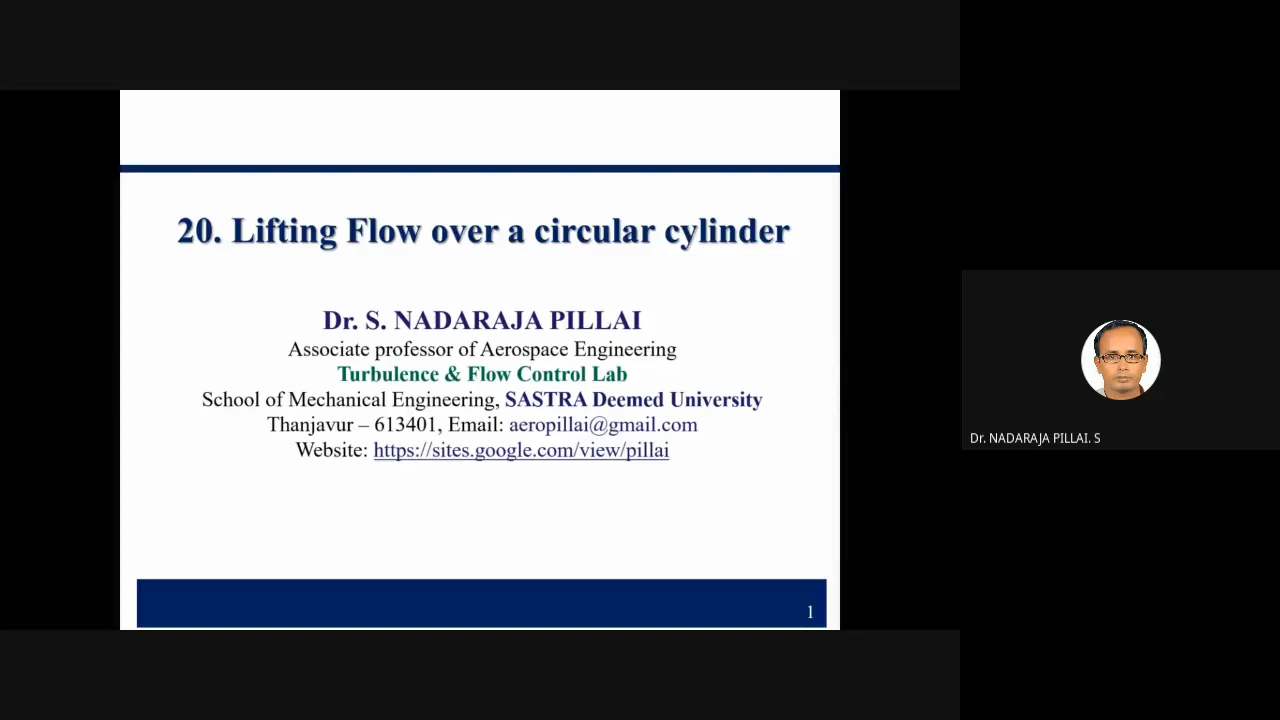 20. Lifting Flow over a circular cylinder
Dr. S. NADARAJA PILLAI
Associate professor of Aerospace Engineering
Turbulence & Flow Control Lab
School of Mechanical Engineering, SASTRA Deemed University
Thanjavur – 613401, Email: aeropillai@gmail.com
Website: https://sites.google.com/view/pillai
1
Dr. NADARAJA PILLAI. S